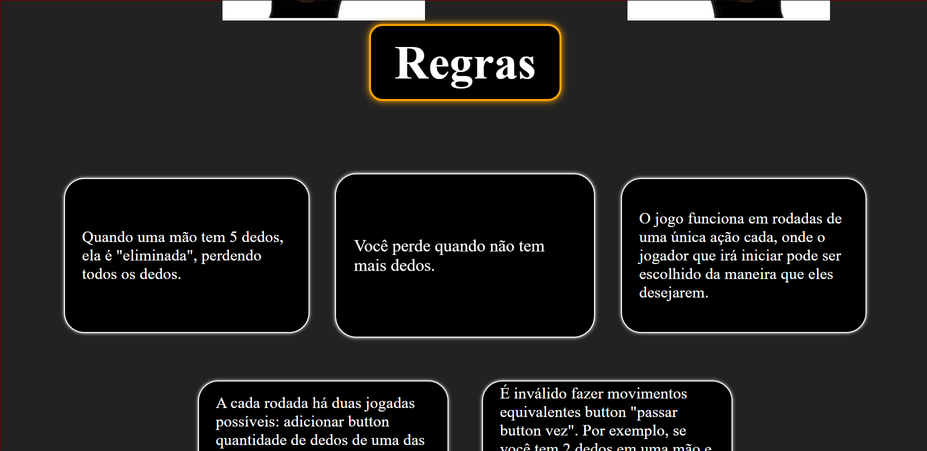 Regras
Quando uma mão tem 5 dedos,
ela é "eliminada", perdendo
todos os dedos.
Você perde quando não tem
mais dedos.
O jogo funciona em rodadas de
uma única ação cada, onde o
jogador que irá iniciar pode ser
escolhido da maneira que eles
desejarem.
A cada rodada há duas jogadas
possíveis: adicionar button
quantidade de dedos de uma das
É inválido fazer movimentos
equivalentes button "passar
button vez". Por exemplo, se
você tem 2 dedos em uma mão e